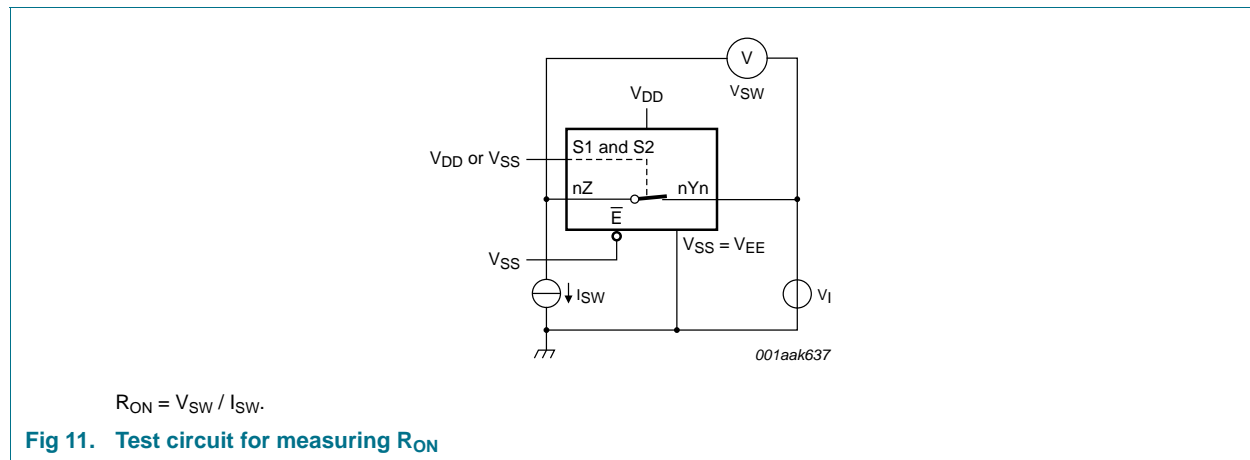 V
VSW
VDD
S1 and S2
VDD or VSS
nZ
nYn
E
VSS = VEE
VSS
ISW
VI
001aak637
RON = VSW / ISW.
Fig 11. Test circuit for measuring RON